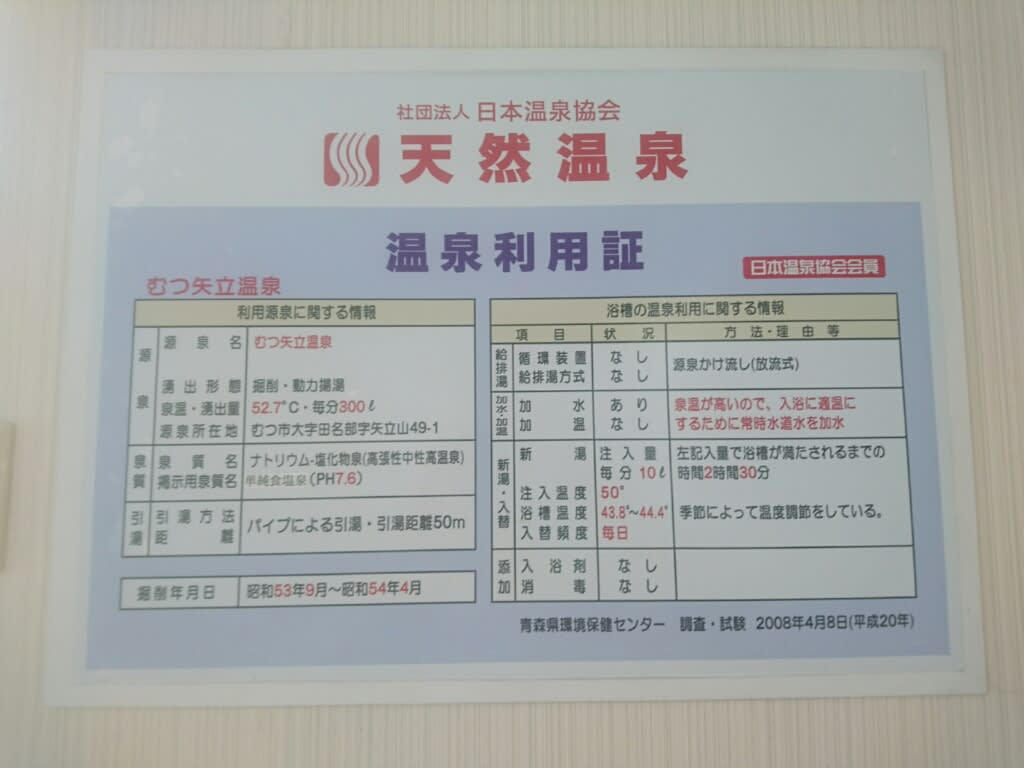 社団法人 日本温泉協会
天然温泉
温泉利用証
日本温泉協会会員
むつ矢立温泉
利用源泉に関する情報
源泉
源泉名 むつ矢立温泉
湧出形態 掘削・動力揚湯
泉温・湧出量 52.7°C・毎分300ℓ
源泉所在地 むつ市大字田名部字矢立山49-1
泉質
泉質名 ナトリウム-塩化物泉(高張性中性高温泉)
掲示用泉質名 単純食塩泉(PH7.6)
引湯
引湯方法 距離 パイプによる引湯・引湯距離50m
掘削年月日 昭和53年9月〜昭和54年4月
浴槽の温泉利用に関する情報
項目 状況 方法・理由 等
給排湯
循環装置 なし 源泉かけ流し(放流式)
給排湯方式 なし
加水・加温
加水 あり 泉温が高いので、入浴に適温に
加温 なし するために常時水道水を加水
新湯・入替
新湯 注入量 左記入量で浴槽が満たされるまでの
毎分10ℓ 時間2時間30分
注入温度 50°
浴槽温度 43.8°~44.4° 季節によって温度調節をしている。
入替頻度 毎日
添加
入浴剤 なし
消毒 なし
青森県環境保健センター 調査・試験 2008年4月8日(平成20年)